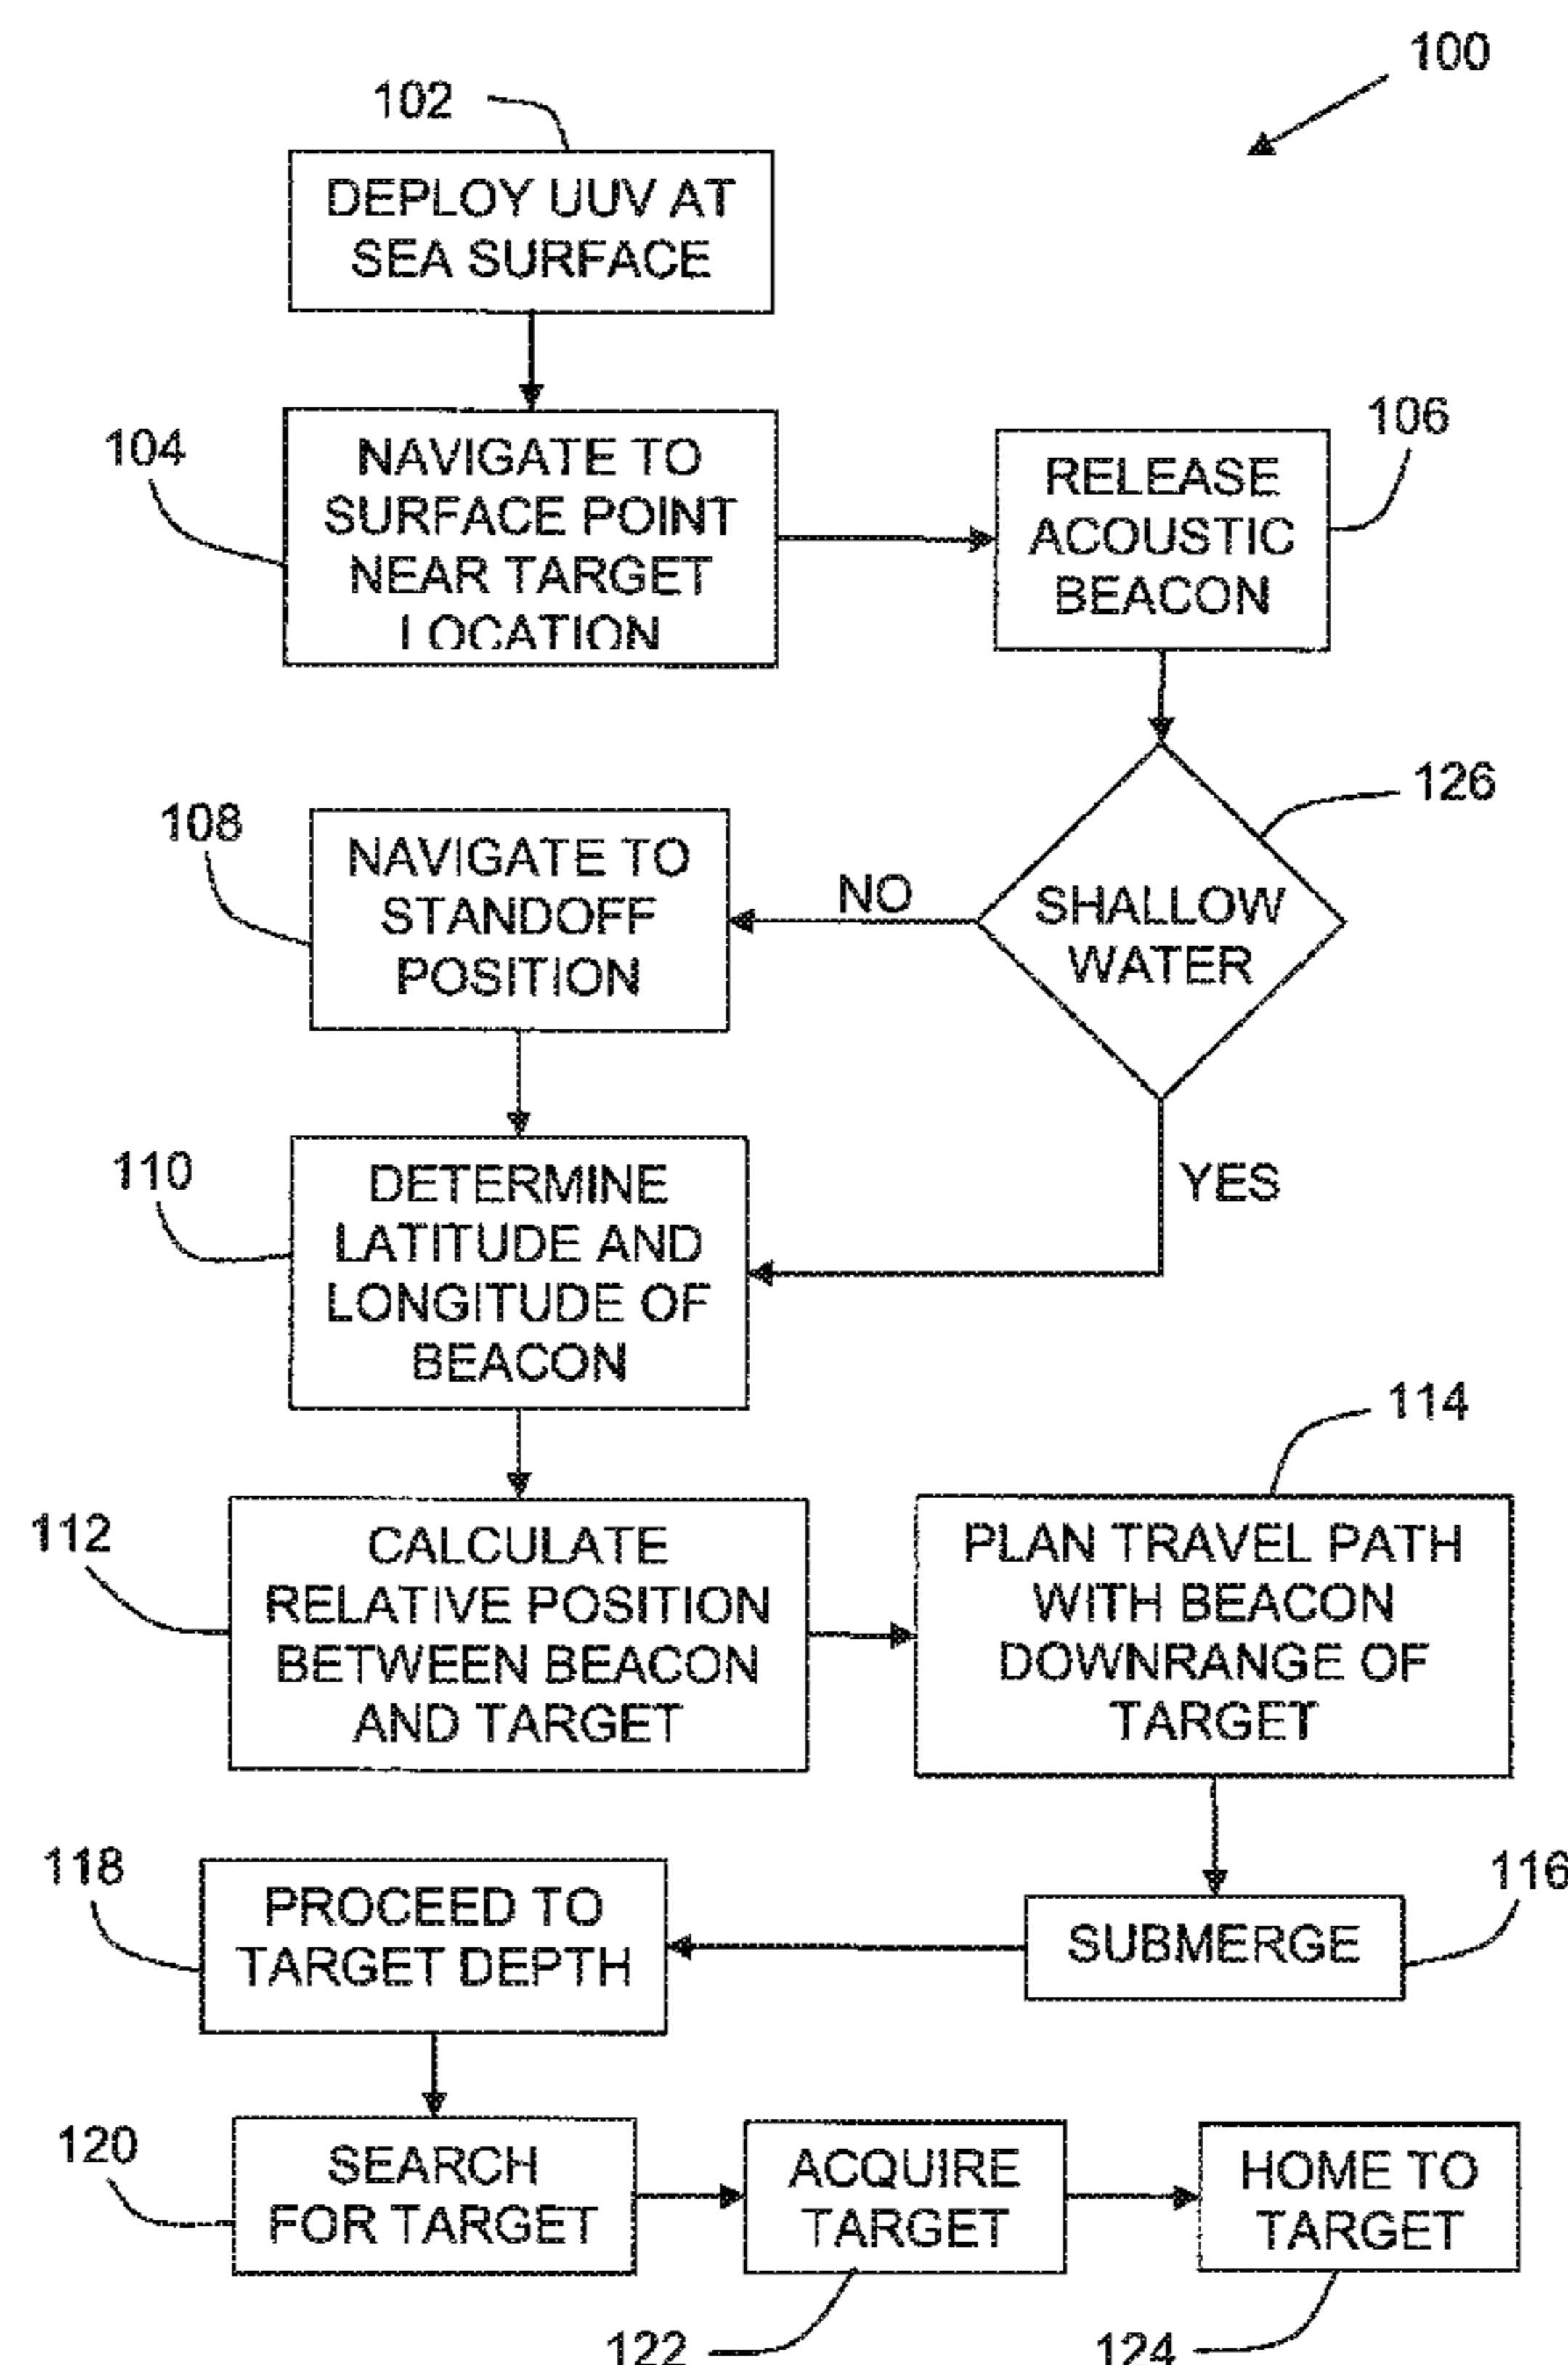 100
102
DEPLOY UUV AT
SEA SURFACE
104
NAVIGATE TO
SURFACE POINT
NEAR TARGET
LOCATION
106
RELEASE
ACOUSTIC
BEACON
126
SHALLOW
WATER
NO
YES
108
NAVIGATE TO
STANDOFF
POSITION
110
DETERMINE
LATITUDE AND
LONGITUDE OF
BEACON
112
CALCULATE
RELATIVE POSITION
BETWEEN BEACON
AND TARGET
114
PLAN TRAVEL PATH
WITH BEACON
DOWNRANGE OF
TARGET
116
SUBMERGE
118
PROCEED TO
TARGET DEPTH
120
SEARCH
FOR TARGET
ACQUIRE
TARGET
122
HOME TO
TARGET
124